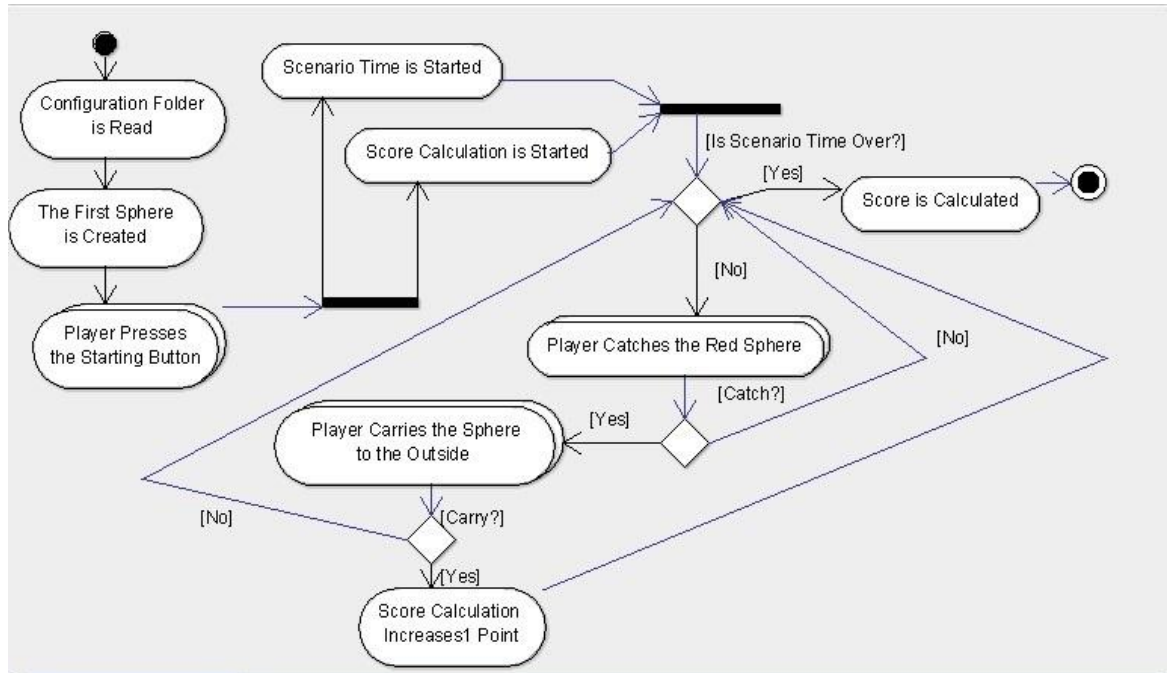 Configuration Folder
is Read
The First Sphere
is Created
Player Presses
the Starting Button
Scenario Time is Started
Score Calculation is Started
[Is Scenario Time Over?]
[Yes]
Score is Calculated
[No]
Player Catches the Red Sphere
[No]
[Catch?]
[Yes]
Player Carries the Sphere
to the Outside
[No]
[Carry?]
[Yes]
Score Calculation
Increases1 Point